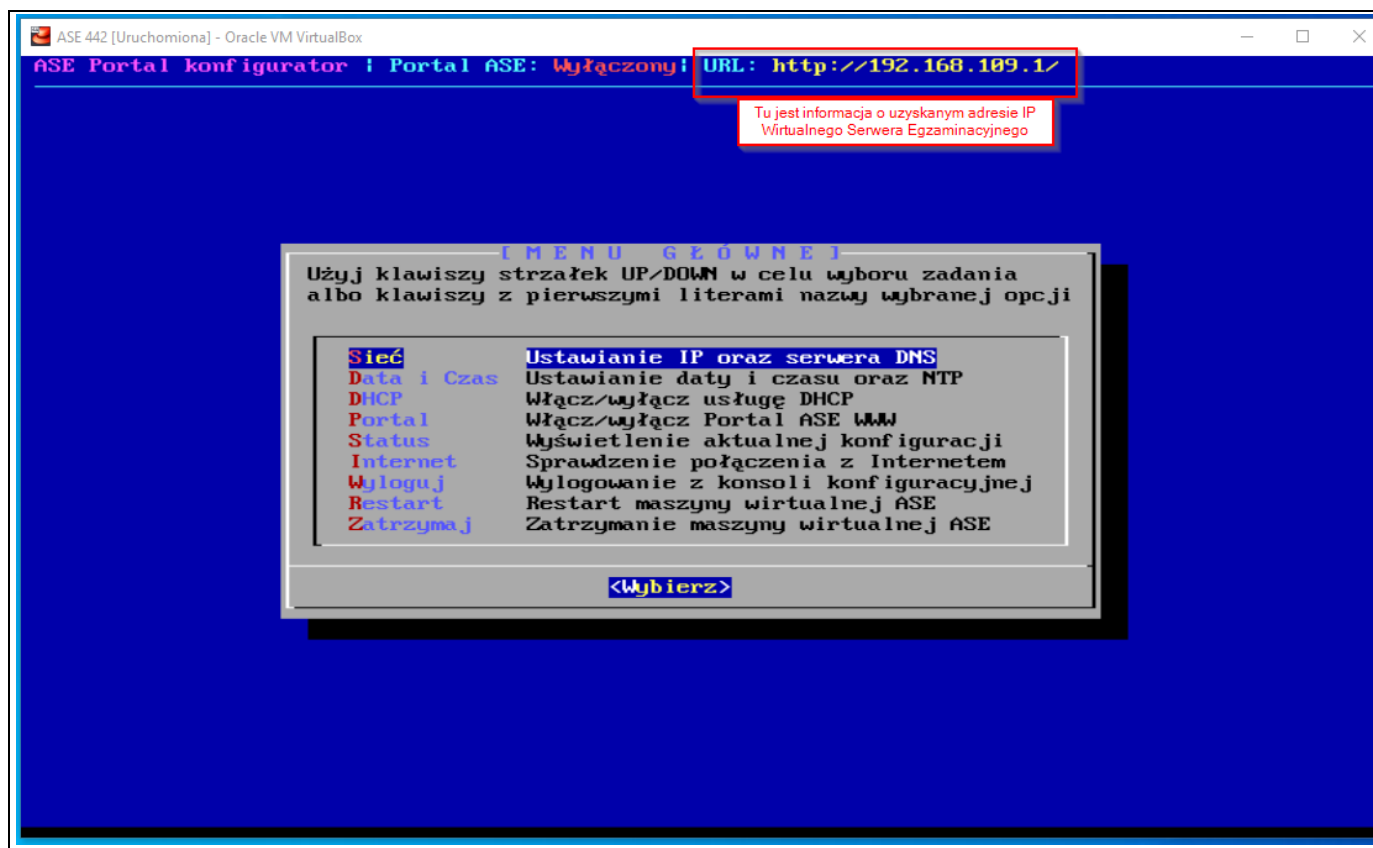 ASE 442 [Uruchomiona] - Oracle VM VirtualBox
ASE Portal konfigurator | Portal ASE: Wyłączony| URL: http://192.168.109.1/
Tu jest informacja o uzyskanym adresie IP
Wirtualnego Serwera Egzaminacyjnego
[ M E N U   G Ł Ó W N E ]
Użyj klawiszy strzałek UP/DOWN w celu wyboru zadania
albo klawiszy z pierwszymi literami nazwy wybranej opcji
Sieć Ustawianie IP oraz serwera DNS
Data i Czas Ustawianie daty i czasu oraz NTP
DHCP Włącz/wyłącz usługę DHCP
Portal Włącz/wyłącz Portal ASE WWW
Status Wyświetlenie aktualnej konfiguracji
Internet Sprawdzenie połączenia z Internetem
Wyloguj Wylogowanie z konsoli konfiguracyjnej
Restart Restart maszyny wirtualnej ASE
Zatrzymaj Zatrzymanie maszyny wirtualnej ASE
<Wybierz>